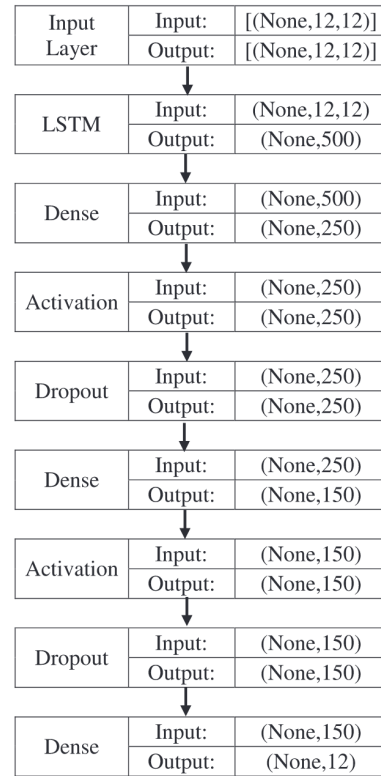 Input Layer Input: [(None,12,12)]
Output: [(None,12,12)]
LSTM Input: (None,12,12)
Output: (None,500)
Dense Input: (None,500)
Output: (None,250)
Activation Input: (None,250)
Output: (None,250)
Dropout Input: (None,250)
Output: (None,250)
Dense Input: (None,250)
Output: (None,150)
Activation Input: (None,150)
Output: (None,150)
Dropout Input: (None,150)
Output: (None,150)
Dense Input: (None,150)
Output: (None,12)